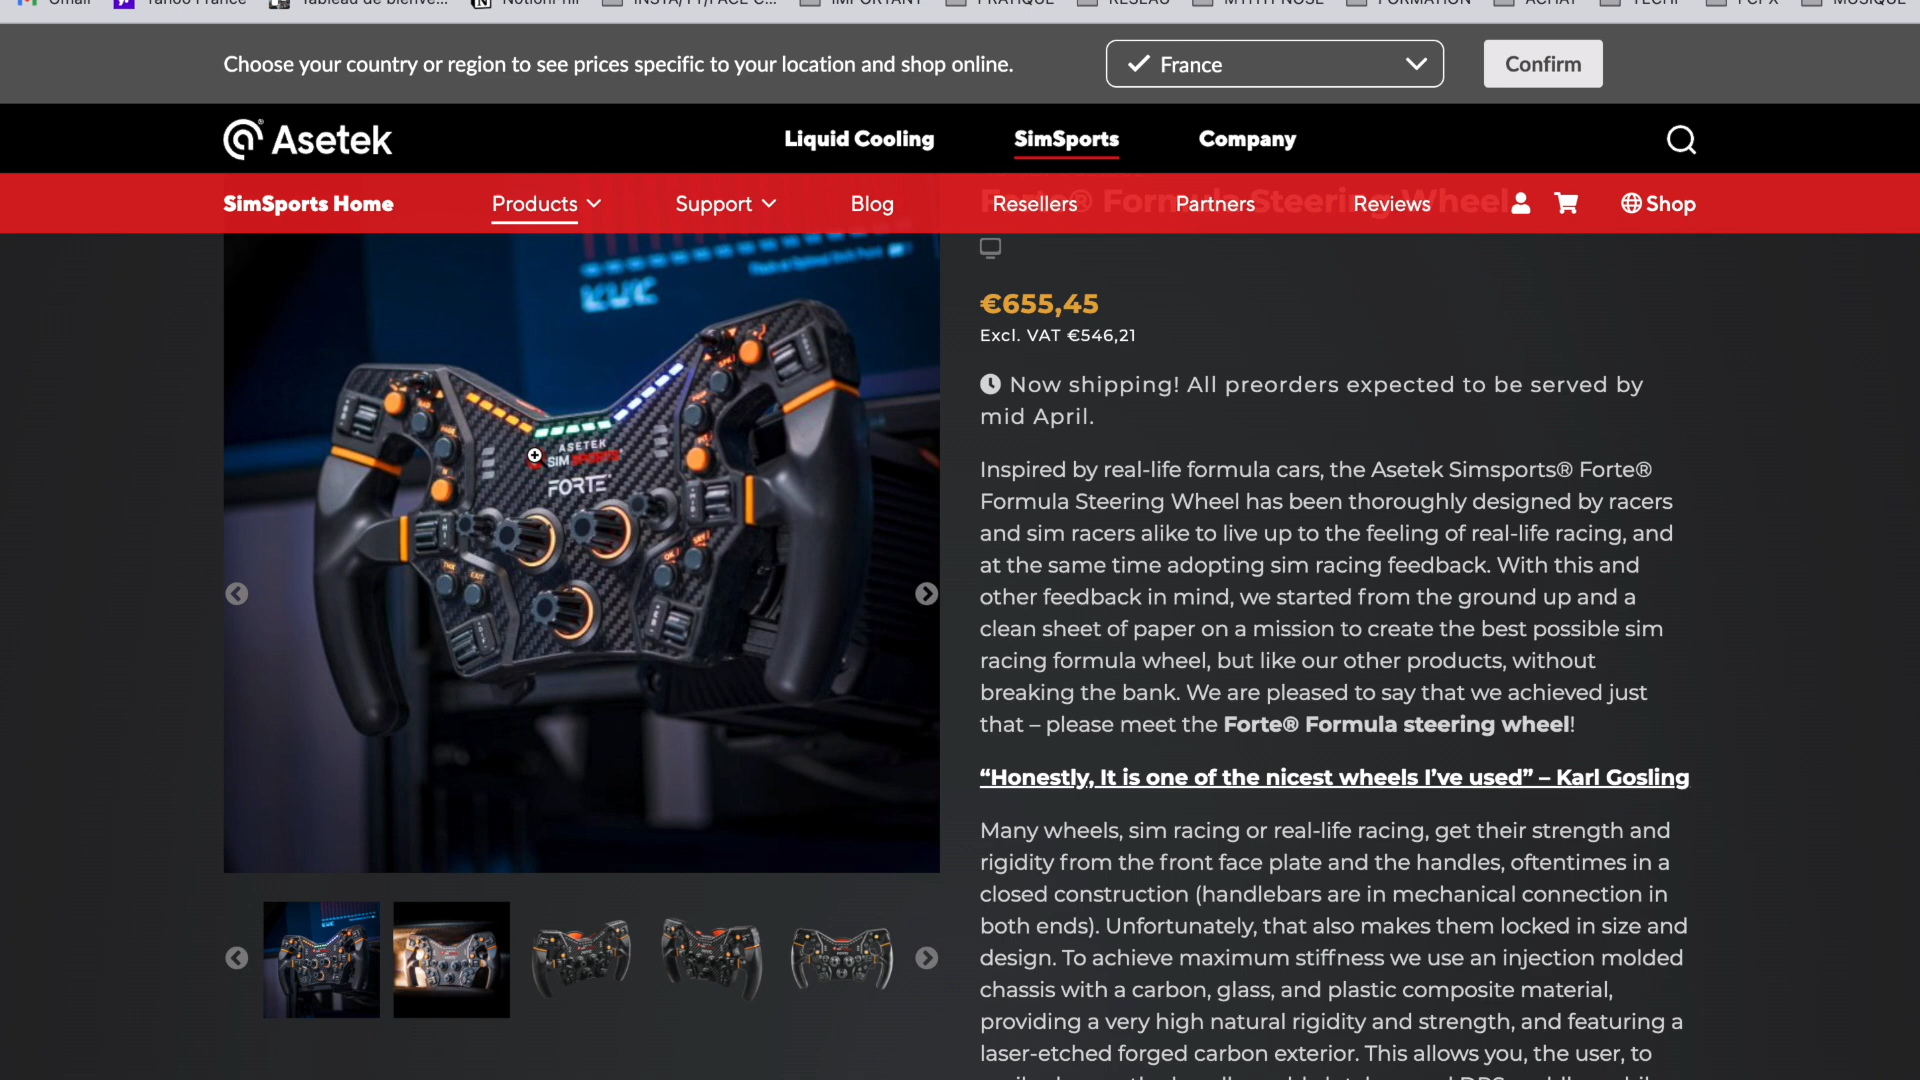 Choose your country or region to see prices specific to your location and shop online.
France
Confirm
Asetek
Liquid Cooling
SimSports
Company
SimSports Home
Products
Support
Blog
Resellers
Partners
Reviews
Shop
Forte® Formula Steering Wheel
€655,45
Excl. VAT €546,21
Now shipping! All preorders expected to be served by
mid April.
Inspired by real-life formula cars, the Asetek Simsports® Forte®
Formula Steering Wheel has been thoroughly designed by racers
and sim racers alike to live up to the feeling of real-life racing, and
at the same time adopting sim racing feedback. With this and
other feedback in mind, we started from the ground up and a
clean sheet of paper on a mission to create the best possible sim
racing formula wheel, but like our other products, without
breaking the bank. We are pleased to say that we achieved just
that – please meet the Forte® Formula steering wheel!
“Honestly, It is one of the nicest wheels I’ve used” – Karl Gosling
Many wheels, sim racing or real-life racing, get their strength and
rigidity from the front face plate and the handles, oftentimes in a
closed construction (handlebars are in mechanical connection in
both ends). Unfortunately, that also makes them locked in size and
design. To achieve maximum stiffness we use an injection molded
chassis with a carbon, glass, and plastic composite material,
providing a very high natural rigidity and strength, and featuring a
laser-etched forged carbon exterior. This allows you, the user, to
ASETEK
SIM SPORTS
FORTE